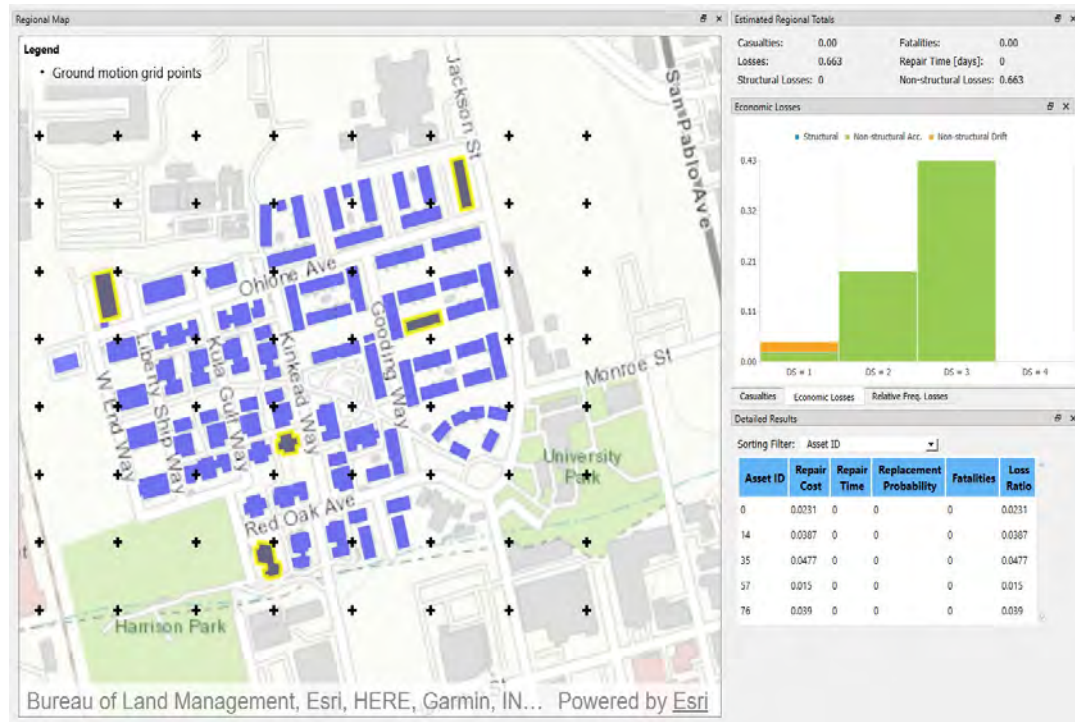 Regional Map
Legend
Ground motion grid points
Jackson St
San Pablo Ave
Ohlone Ave
Gooding Way
Kinkead Way
Kula Gulf Way
Liberty Ship Way
W End Way
Monroe St
University
Park
Red Oak Ave
Harrison Park
Bureau of Land Management, Esri, HERE, Garmin, IN... Powered by Esri
Estimated Regional Totals
Casualties: 0.00 Fatalities: 0.00
Losses: 0.663 Repair Time [days]: 0
Structural Losses: 0 Non-structural Losses: 0.663
Economic Losses
Structural Non-structural Acc. Non-structural Drift
0.43
0.32
0.21
0.11
0.00
DS = 1 DS = 2 DS = 3 DS = 4
Casualties Economic Losses Relative Freq. Losses
Detailed Results
Sorting Filter: Asset ID
Asset ID Repair Cost Repair Time Replacement Probability Fatalities Loss Ratio
0 0.0231 0 0 0 0.0231
14 0.0387 0 0 0 0.0387
35 0.0477 0 0 0 0.0477
57 0.015 0 0 0 0.015
76 0.039 0 0 0 0.039